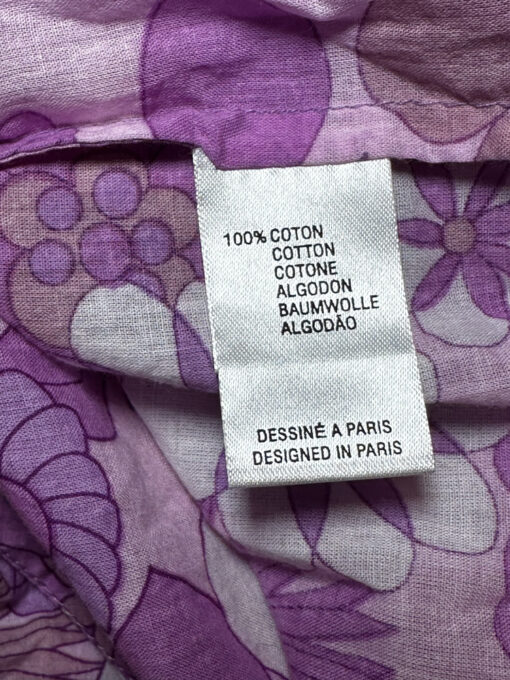 100% COTON
COTTON
COTONE
ALGODON
BAUMWOLLE
ALGODÃO
DESSINÉ A PARIS
DESIGNED IN PARIS